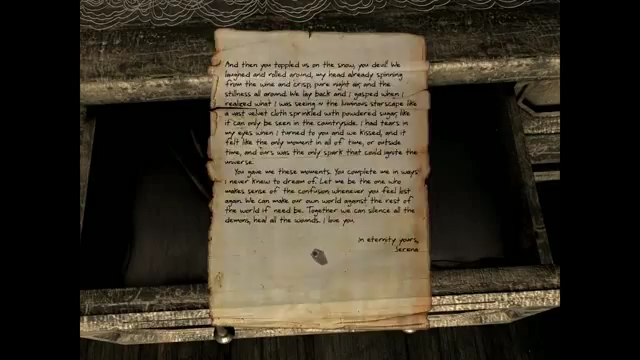 And then you toppled us on the snow, you devil! We
laughed and rolled around, my head already spinning
from the wine and crisp, pure night air, and the
stillness all around. We lay back and I gasped when I
realized what I was seeing ~ the luminous starscape like
a vast velvet cloth sprinkled with powdered sugar, like
it can only be seen in the countryside. I had tears in
my eyes when I turned to you and we kissed, and it
felt like the only moment in all of time, or outside
time, and ours was the only spark that could ignite the
universe.
You gave me these moments. You complete me in ways
I never knew to dream of. Let me be the one who
makes sense of the confusion whenever you feel lost
again. We can make our own world against the rest of
the world if need be. Together we can silence all the
demons, heal all the wounds. I love you.
In eternity yours,
Serena